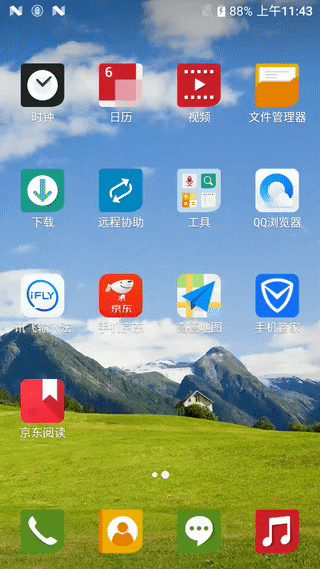 88% 上午11:43
6
时钟
日历
视频
文件管理器
下载
远程协助
工具
QQ浏览器
iFLY
京东
讯飞输入法
手机京东
高德地图
手机管家
京东阅读